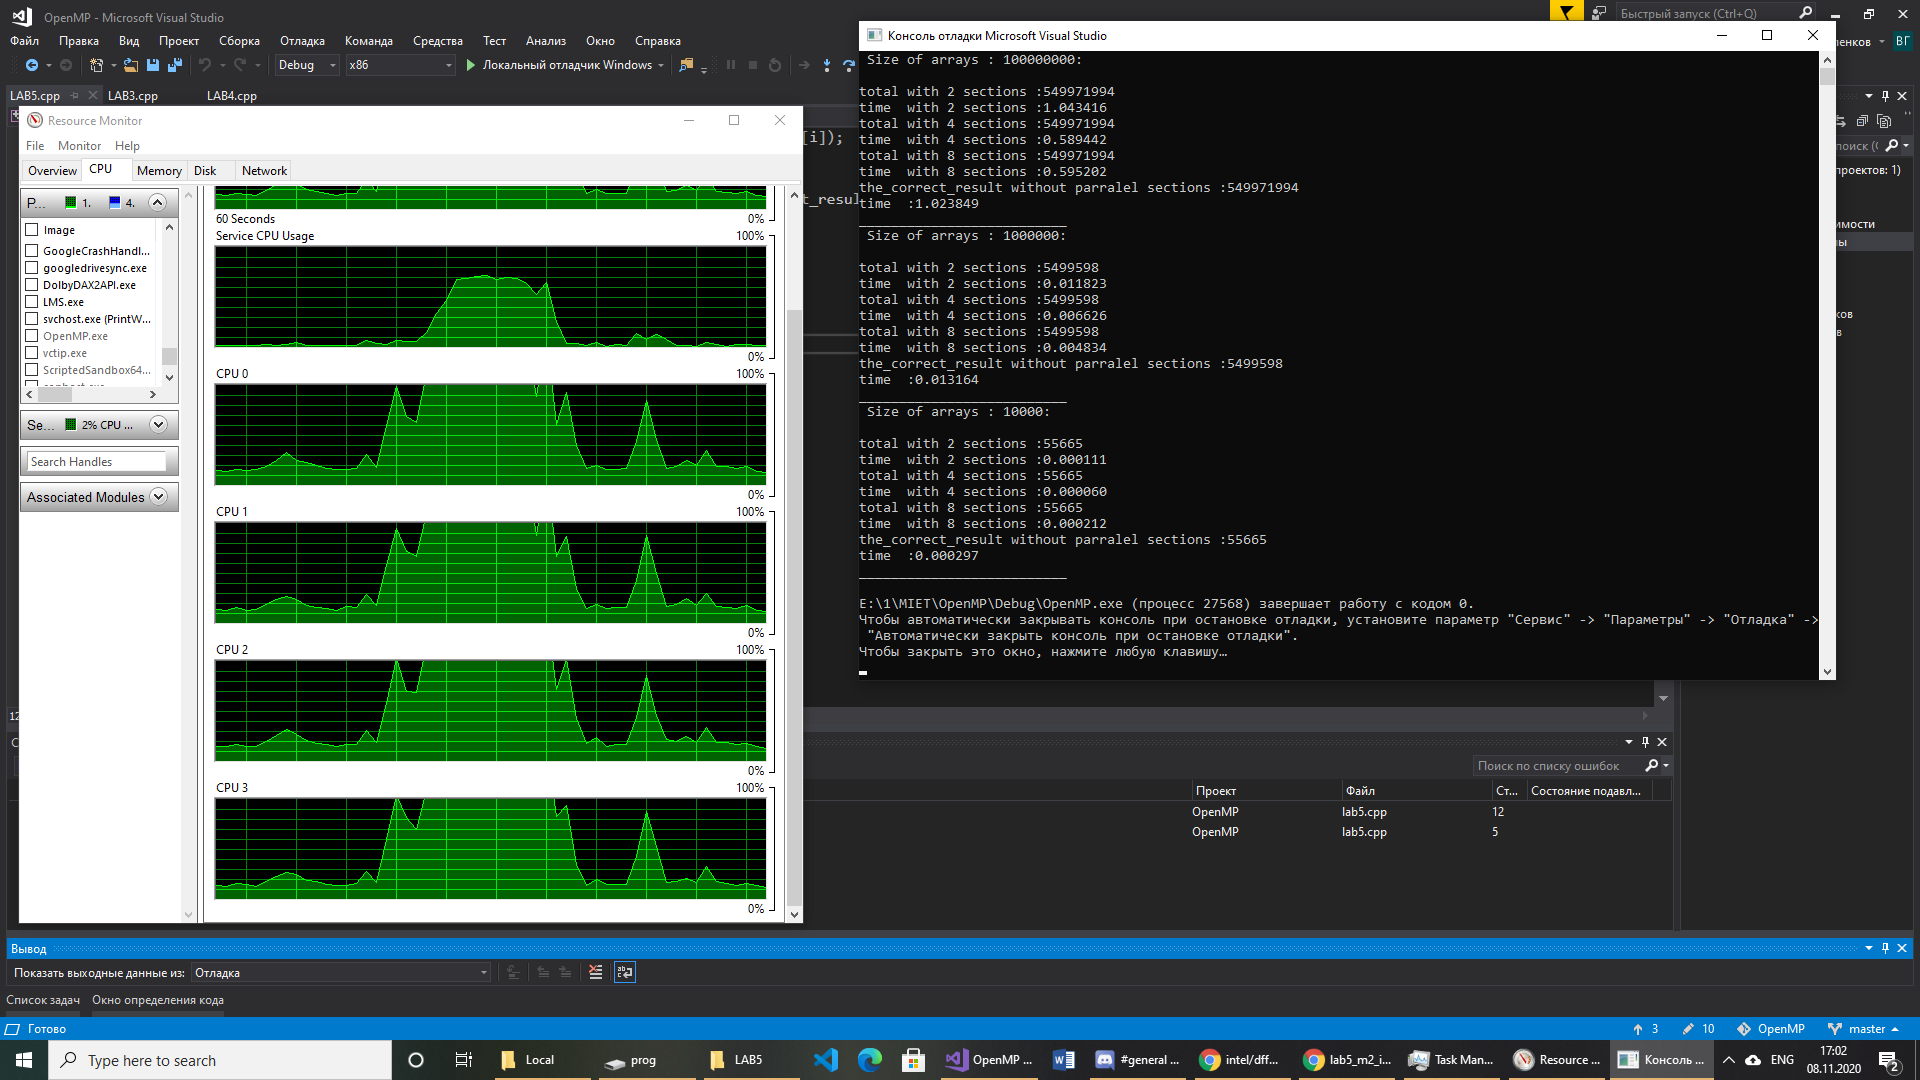 OpenMP - Microsoft Visual Studio
Быстрый запуск (Ctrl+Q)
Файл Правка Вид Проект Сборка Отладка Команда Средства Тест Анализ Окно Справка
ленков ВГ
Debug x86 Локальный отладчик Windows
LAB5.cpp LAB3.cpp LAB4.cpp
Resource Monitor
File Monitor Help
Overview CPU Memory Disk Network
P... 1. 4.
Image
GoogleCrashHandl...
googledrivesync.exe
DolbyDAX2API.exe
LMS.exe
svchost.exe (PrintW...
OpenMP.exe
vctip.exe
ScriptedSandbox64...
Se... 2% CPU ...
Search Handles
Associated Modules
60 Seconds 0%
Service CPU Usage 100%
0%
CPU 0 100%
0%
CPU 1 100%
0%
CPU 2 100%
0%
CPU 3 100%
0%
[i]);
t_resul
Консоль отладки Microsoft Visual Studio
Size of arrays : 100000000:
total with 2 sections :549971994
time  with 2 sections :1.043416
total with 4 sections :549971994
time  with 4 sections :0.589442
total with 8 sections :549971994
time  with 8 sections :0.595202
the_correct_result without parralel sections :549971994
time  :1.023849
__________________________
Size of arrays : 1000000:
total with 2 sections :5499598
time  with 2 sections :0.011823
total with 4 sections :5499598
time  with 4 sections :0.006626
total with 8 sections :5499598
time  with 8 sections :0.004834
the_correct_result without parralel sections :5499598
time  :0.013164
__________________________
Size of arrays : 10000:
total with 2 sections :55665
time  with 2 sections :0.000111
total with 4 sections :55665
time  with 4 sections :0.000060
total with 8 sections :55665
time  with 8 sections :0.000212
the_correct_result without parralel sections :55665
time  :0.000297
__________________________
E:\1\MIET\OpenMP\Debug\OpenMP.exe (процесс 27568) завершает работу с кодом 0.
Чтобы автоматически закрывать консоль при остановке отладки, установите параметр "Сервис" -> "Параметры" -> "Отладка" ->
"Автоматически закрыть консоль при остановке отладки".
Чтобы закрыть это окно, нажмите любую клавишу…
поиск (
проектов: 1)
имости
ы
ков
в
12
С
Поиск по списку ошибок
Проект Файл Ст... Состояние подавл...
OpenMP lab5.cpp 12
OpenMP lab5.cpp 5
Вывод
Показать выходные данные из: Отладка
Список задач Окно определения кода
Готово 3 10 OpenMP master
Type here to search Local prog LAB5 OpenMP ... #general ... intel/dff... lab5_m2_i... Task Man... Resource ... Консоль ... ENG 17:02
08.11.2020 2